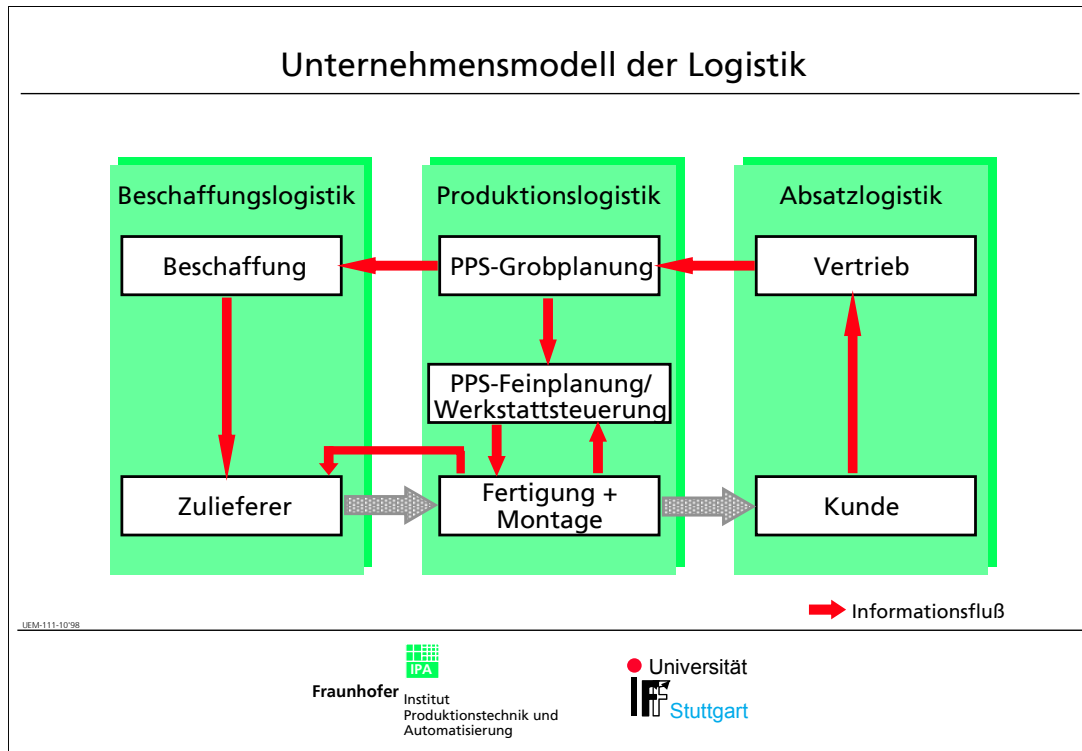 Unternehmensmodell der Logistik
Beschaffungslogistik
Produktionslogistik
Absatzlogistik
Beschaffung
PPS-Grobplanung
Vertrieb
PPS-Feinplanung/
Werkstattsteuerung
Zulieferer
Fertigung +
Montage
Kunde
Informationsfluß
UEM-111-10'98
IPA
Fraunhofer
Institut
Produktionstechnik und
Automatisierung
Universität
IFF
Stuttgart